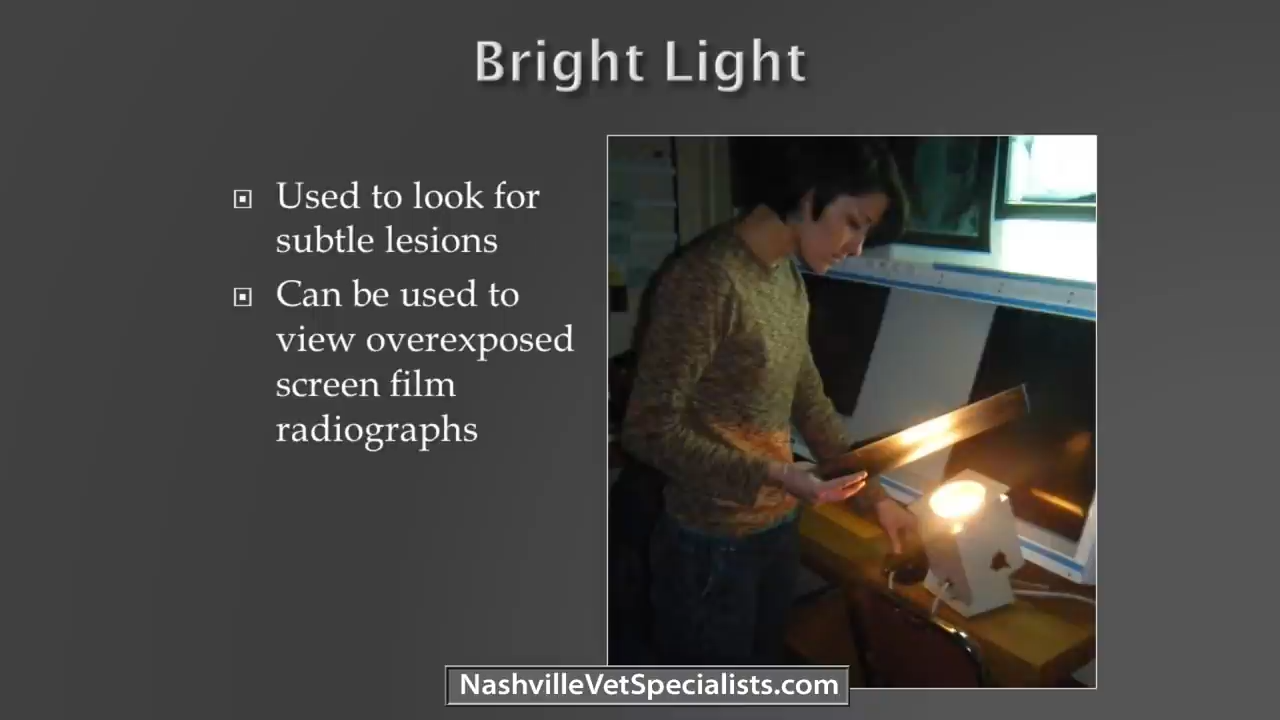 Bright Light
Used to look for
subtle lesions
Can be used to
view overexposed
screen film
radiographs
NashvilleVetSpecialists.com